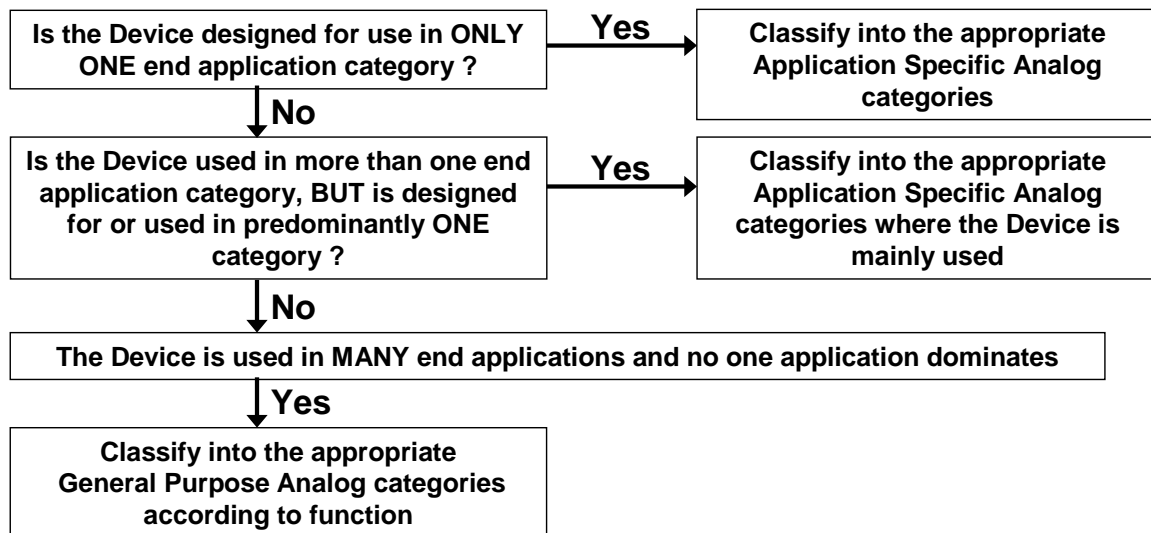 Is the Device designed for use in ONLY
ONE end application category ?
Yes
Classify into the appropriate
Application Specific Analog
categories
No
Is the Device used in more than one end
application category, BUT is designed
for or used in predominantly ONE
category ?
Yes
Classify into the appropriate
Application Specific Analog
categories where the Device is
mainly used
No
The Device is used in MANY end applications and no one application dominates
Yes
Classify into the appropriate
General Purpose Analog categories
according to function